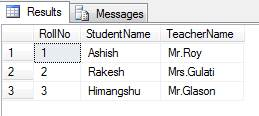 Results Messages
RollNo StudentName TeacherName
1 1 Ashish Mr.Roy
2 2 Rakesh Mrs.Gulati
3 3 Himangshu Mr.Glason